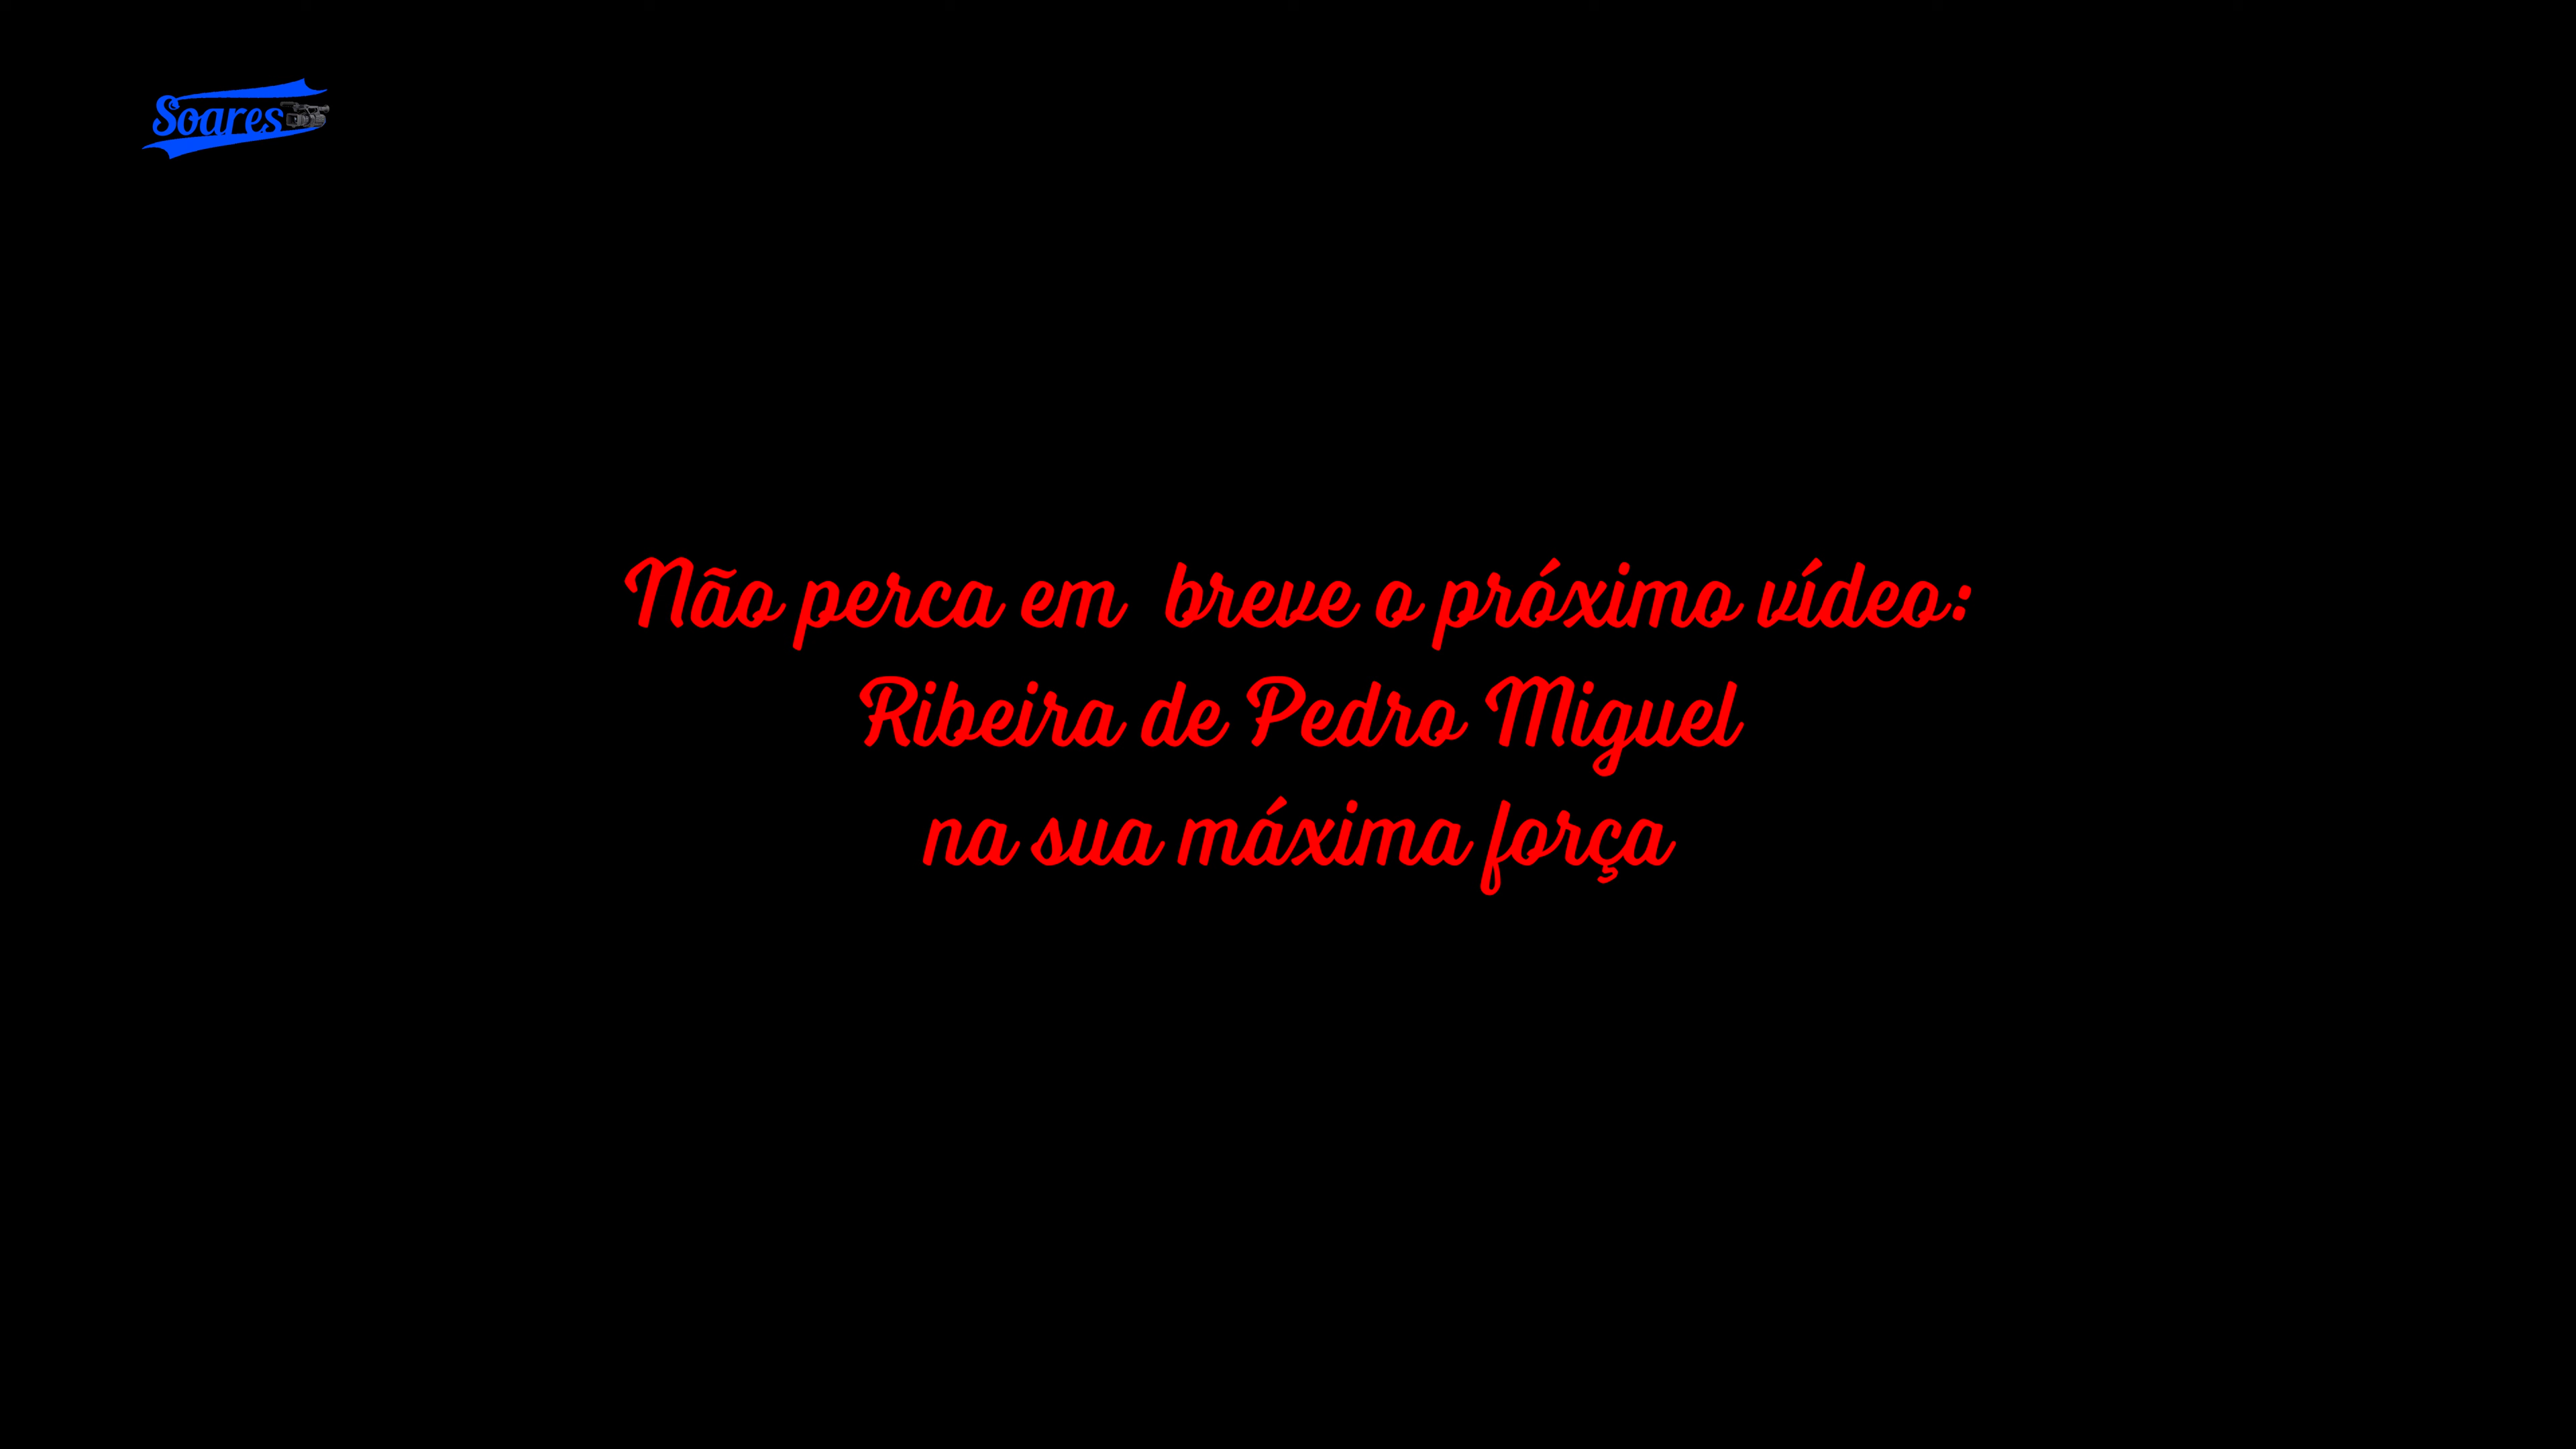 Soares
Não perca em  breve o próximo vídeo:
Ribeira de Pedro Miguel
na sua máxima força